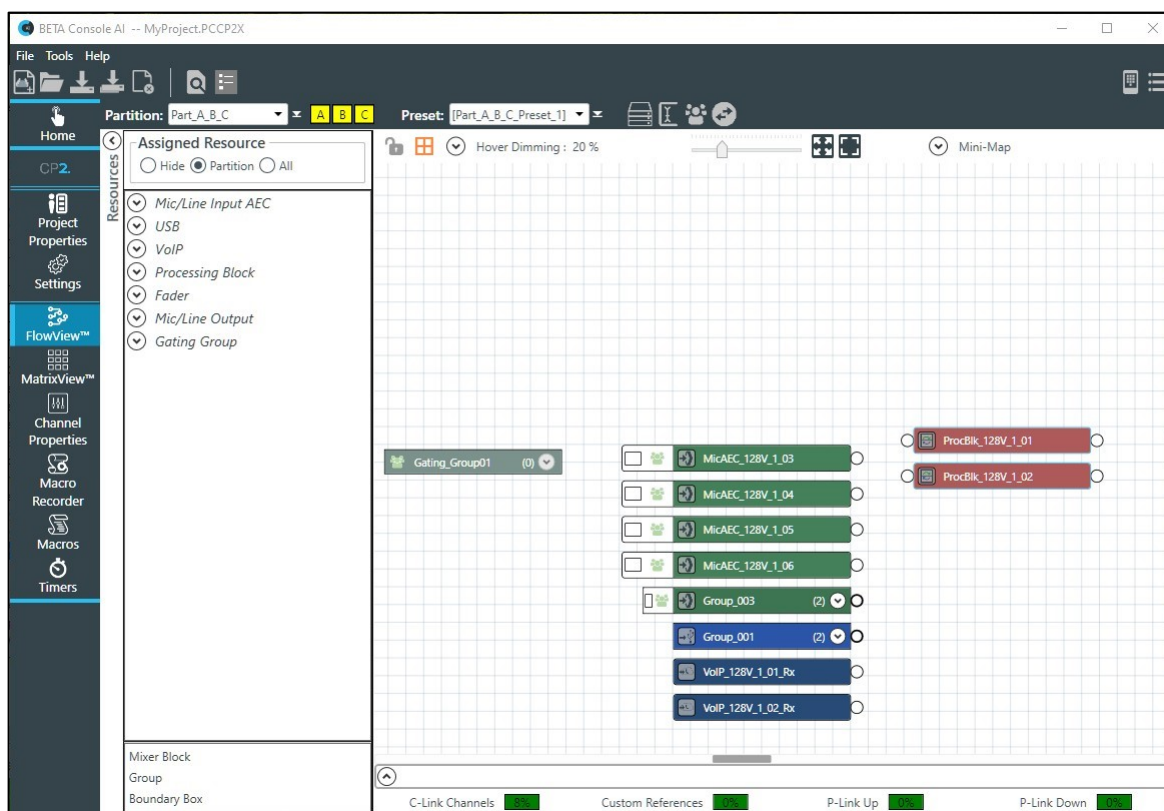 BETA Console AI -- MyProject.PCCP2X
File Tools Help
Partition: Part_A_B_C A B C Preset: [Part_A_B_C_Preset_1]
Home
CP2.
Project Properties
Settings
FlowView™
MatrixView™
Channel Properties
Macro Recorder
Macros
Timers
Resources
Assigned Resource
Hide Partition All
Mic/Line Input AEC
USB
VoIP
Processing Block
Fader
Mic/Line Output
Gating Group
Mixer Block
Group
Boundary Box
Hover Dimming : 20 % Mini-Map
Gating_Group01 (0)
MicAEC_128V_1_03
MicAEC_128V_1_04
MicAEC_128V_1_05
MicAEC_128V_1_06
Group_003 (2)
Group_001 (2)
VoIP_128V_1_01_Rx
VoIP_128V_1_02_Rx
ProcBlk_128V_1_01
ProcBlk_128V_1_02
C-Link Channels 8% Custom References 0% P-Link Up 0% P-Link Down 0%